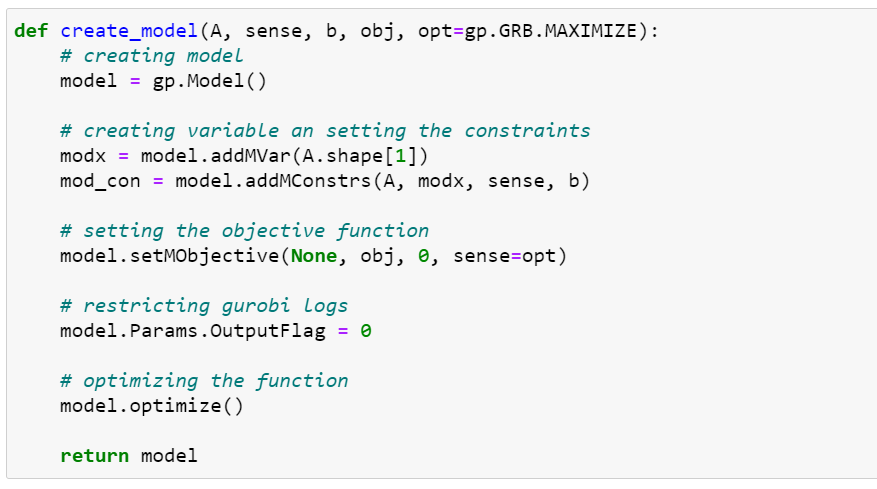 def create_model(A, sense, b, obj, opt=gp.GRB.MAXIMIZE):
    # creating model
    model = gp.Model()

    # creating variable an setting the constraints
    modx = model.addMVar(A.shape[1])
    mod_con = model.addMConstrs(A, modx, sense, b)

    # setting the objective function
    model.setMObjective(None, obj, 0, sense=opt)

    # restricting gurobi logs
    model.Params.OutputFlag = 0

    # optimizing the function
    model.optimize()

    return model